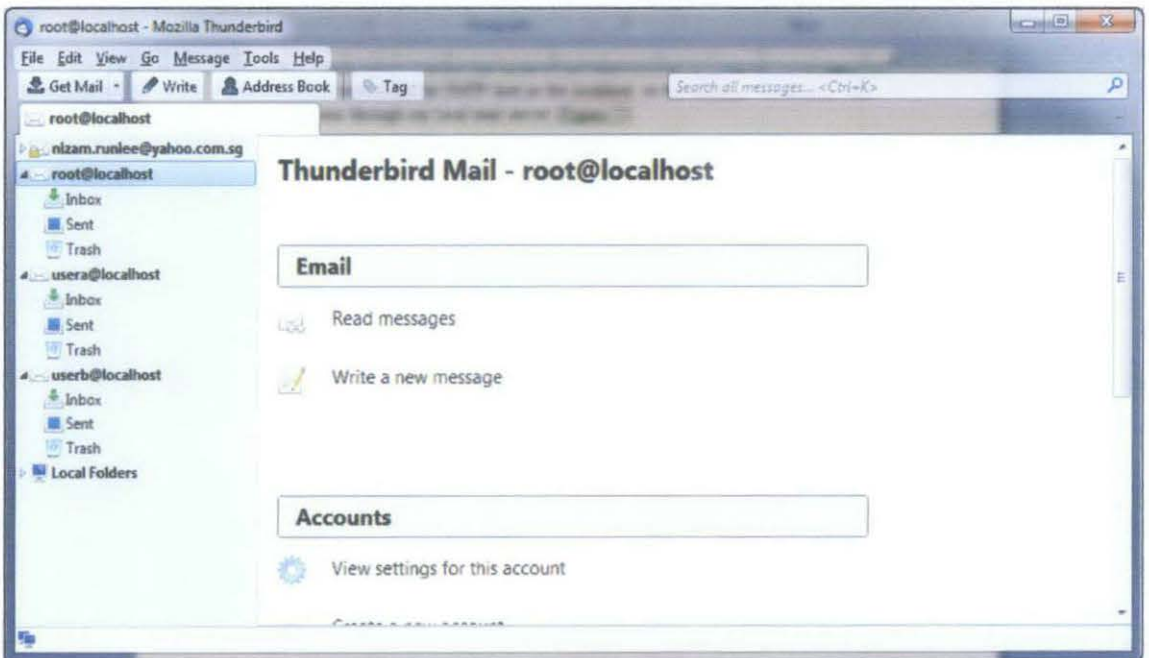 root@localhost - Mozilla Thunderbird
File Edit View Go Message Tools Help
Get Mail Write Address Book Tag Search all messages... <Ctrl+K>
root@localhost
nizam.runlee@yahoo.com.sg
root@localhost
Inbox
Sent
Trash
usera@localhost
Inbox
Sent
Trash
userb@localhost
Inbox
Sent
Trash
Local Folders
Thunderbird Mail - root@localhost
Email
Read messages
Write a new message
Accounts
View settings for this account
Create a new account